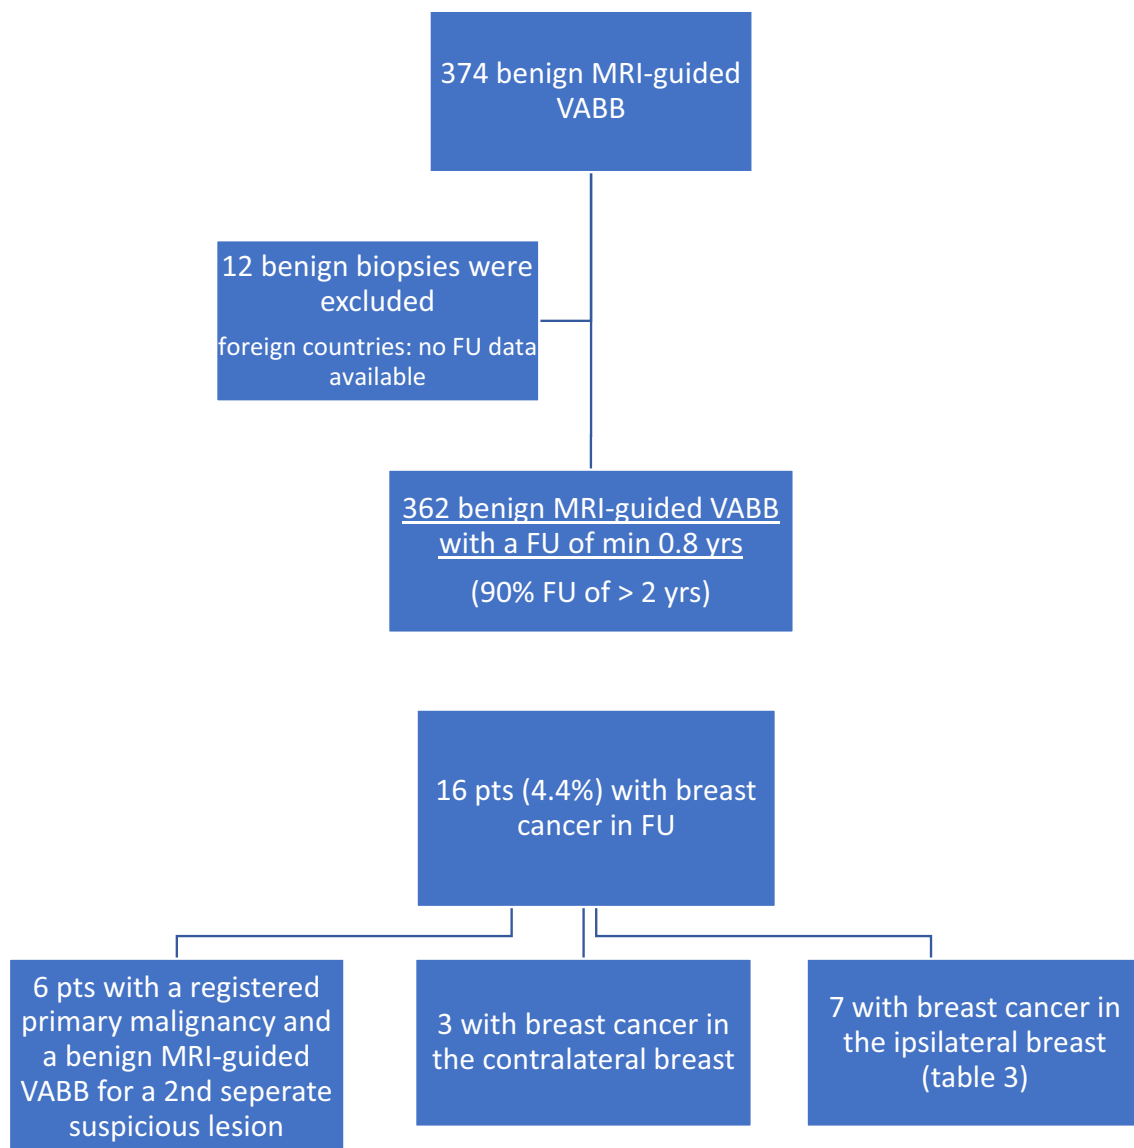 374 benign MRI-guided
VABB
12 benign biopsies were
excluded
foreign countries: no FU data
available
362 benign MRI-guided VABB
with a FU of min 0.8 yrs
(90% FU of > 2 yrs)
16 pts (4.4%) with breast
cancer in FU
6 pts with a registered
primary malignancy and
a benign MRI-guided
VABB for a 2nd seperate
suspicious lesion
3 with breast cancer in
the contralateral breast
7 with breast cancer in
the ipsilateral breast
(table 3)